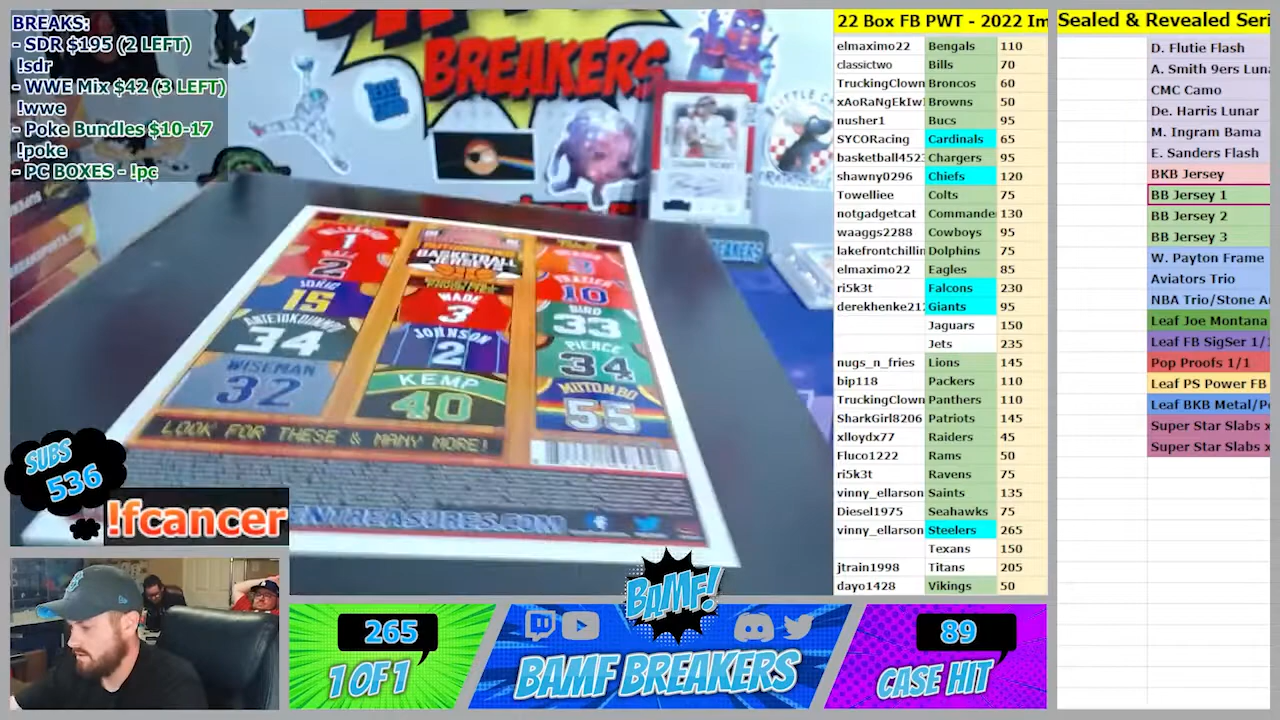 BREAKS:
- SDR $195 (2 LEFT)
!sdr
- WWE Mix $42 (3 LEFT)
!wwe
- Poke Bundles $10-17
!poke
- PC BOXES - !pc
BREAKERS
BREAKERS
WILLIAMSON
1
BALL
2
JOKIC
15
ANTETOKOUNMPO
34
WISEMAN
32
BASKETBALL
WADE
3
JOHNSON
2
KEMP
40
FRAZIER
10
BIRD
33
PIERCE
34
MUTOMBO
55
LOOK FOR THESE & MANY MORE!
SUBS
536
!fcancer
22 Box FB PWT - 2022 Im
elmaximo22 Bengals 110
classictwo Bills 70
TruckingClown Broncos 60
xAoRaNgEkIw Browns 50
nusher1 Bucs 95
SYCORacing Cardinals 65
basketball452 Chargers 95
shawny0296 Chiefs 120
Towelliee Colts 75
notgadgetcat Commande 130
waaggs2288 Cowboys 95
lakefrontchillin Dolphins 75
elmaximo22 Eagles 85
ri5k3t Falcons 230
derekhenke21 Giants 95
Jaguars 150
Jets 235
nugs_n_fries Lions 145
bip118 Packers 110
TruckingClown Panthers 110
SharkGirl8206 Patriots 145
xlloydx77 Raiders 45
Fluco1222 Rams 50
ri5k3t Ravens 75
vinny_ellarson Saints 135
Diesel1975 Seahawks 75
vinny_ellarson Steelers 265
Texans 150
jtrain1998 Titans 205
dayo1428 Vikings 50
Sealed & Revealed Seri
D. Flutie Flash
A. Smith 9ers Luna
CMC Camo
De. Harris Lunar
M. Ingram Bama
E. Sanders Flash
BKB Jersey
BB Jersey 1
BB Jersey 2
BB Jersey 3
W. Payton Frame
Aviators Trio
NBA Trio/Stone A
Leaf Joe Montana
Leaf FB SigSer 1/
Pop Proofs 1/1
Leaf PS Power FB
Leaf BKB Metal/P
Super Star Slabs x
Super Star Slabs x
265
1 OF 1
BAMF!
BAMF BREAKERS
89
CASE HIT